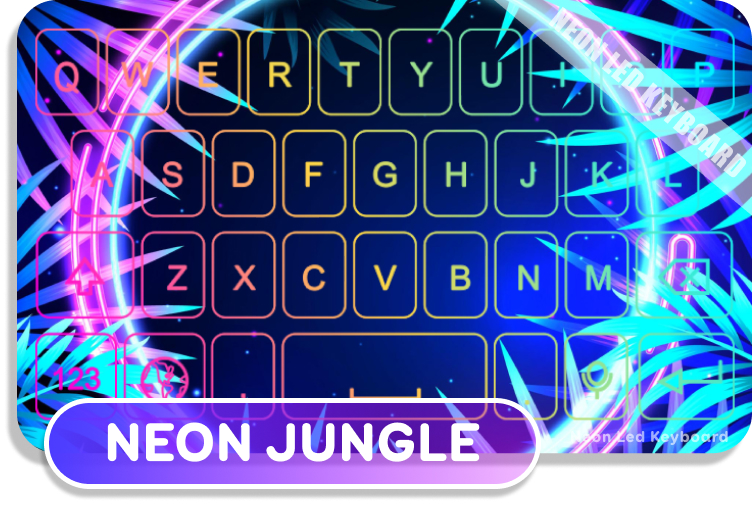 Q W E R T Y U I O P
A S D F G H J K L
Z X C V B N M
123 , .
NEON LED KEYBOARD
NEON JUNGLE
Neon Led Keyboard